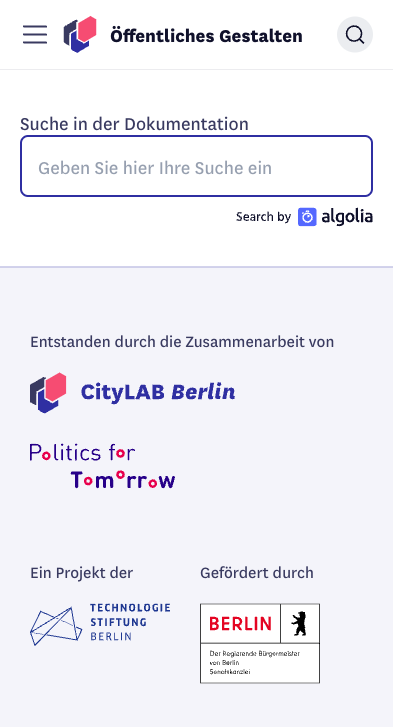 Öffentliches Gestalten
Suche in der Dokumentation
Geben Sie hier Ihre Suche ein
Search by algolia
Entstanden durch die Zusammenarbeit von
CityLAB Berlin
Politics for
Tomorrow
Ein Projekt der
Gefördert durch
TECHNOLOGIE
STIFTUNG
BERLIN
BERLIN
Der Regierende Bürgermeister
von Berlin
Senatskanzlei